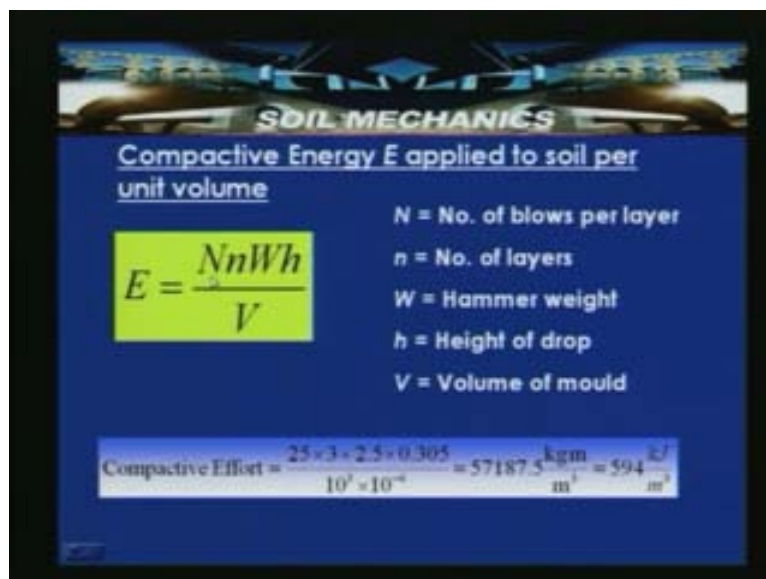 SOIL MECHANICS
Compactive Energy E applied to soil per
unit volume
E = NnWh / V
N = No. of blows per layer
n = No. of layers
W = Hammer weight
h = Height of drop
V = Volume of mould
Compactive Effort = 25×3×2.5×0.305 / 10³×10⁻⁶ = 57187.5 kgm/m³ = 594 kJ/m³